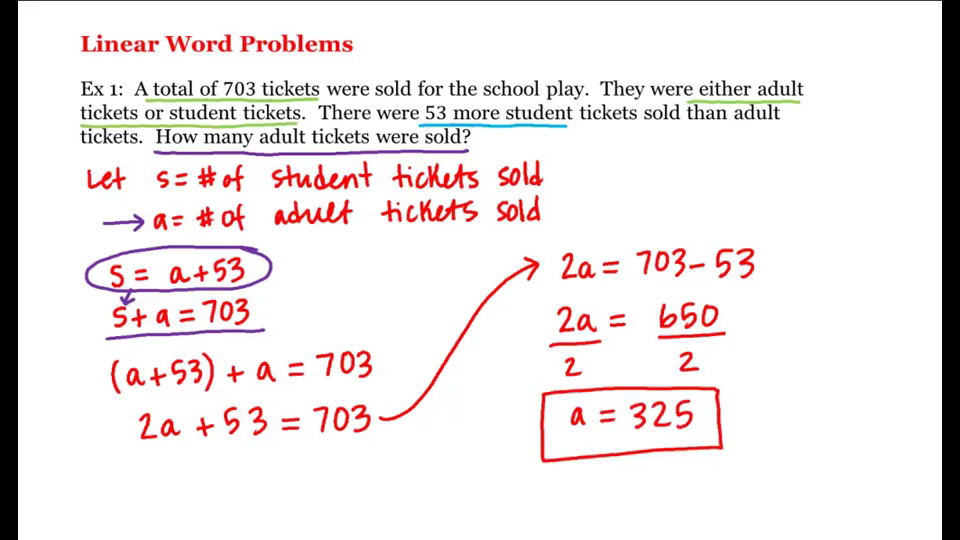 Linear Word Problems
Ex 1: A total of 703 tickets were sold for the school play. They were either adult
tickets or student tickets. There were 53 more student tickets sold than adult
tickets. How many adult tickets were sold?
Let s = # of student tickets sold
→ a = # of adult tickets sold
s = a + 53
s + a = 703
(a + 53) + a = 703
2a + 53 = 703
2a = 703 - 53
2a = 650
2 2
a = 325